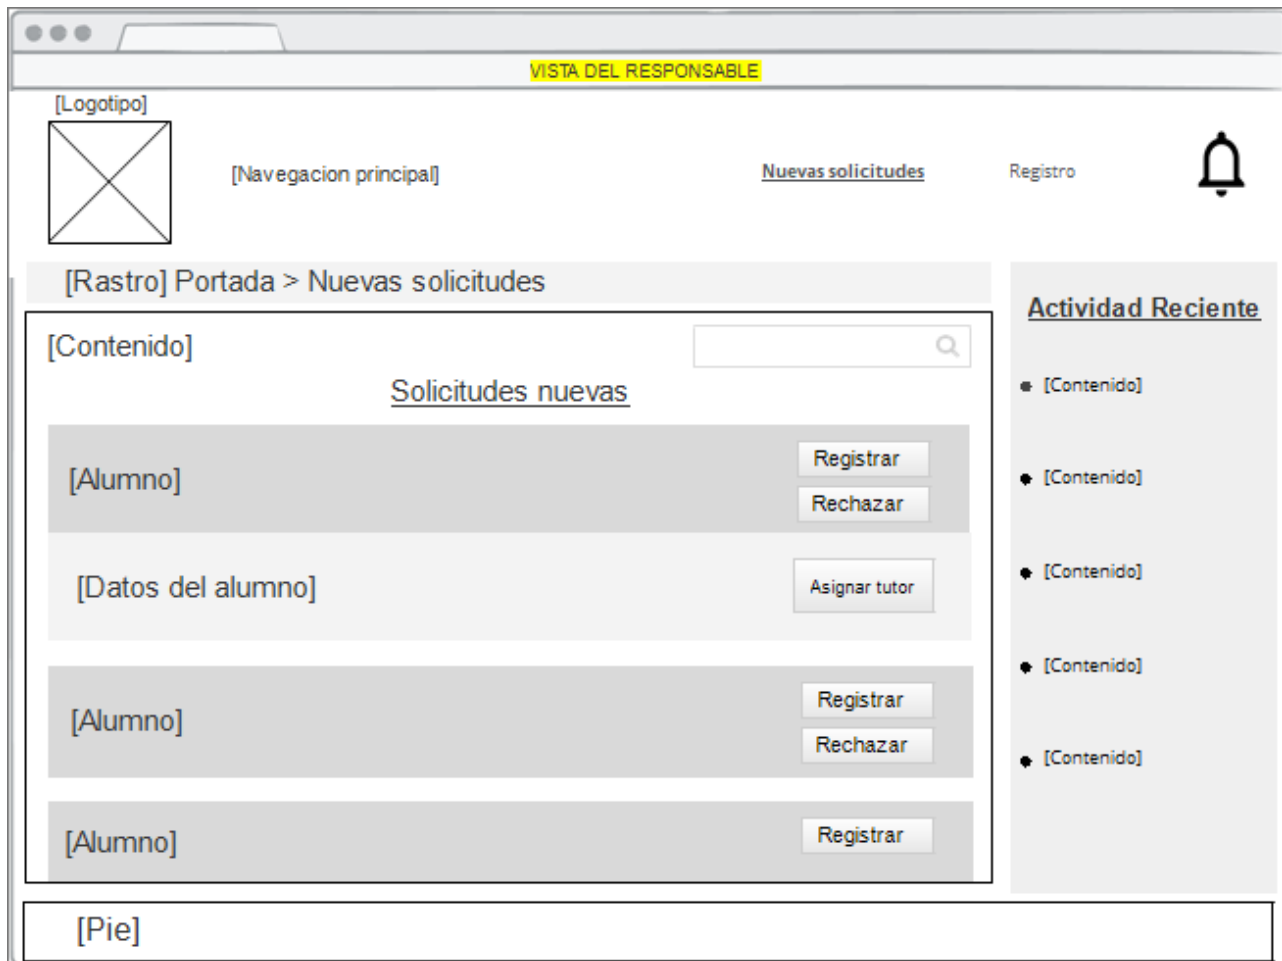 VISTA DEL RESPONSABLE
[Logotipo]
[Navegacion principal]
Nuevas solicitudes
Registro
[Rastro] Portada > Nuevas solicitudes
[Contenido]
Solicitudes nuevas
[Alumno]
Registrar
Rechazar
[Datos del alumno]
Asignar tutor
[Alumno]
Registrar
Rechazar
[Alumno]
Registrar
Actividad Reciente
[Contenido]
[Contenido]
[Contenido]
[Contenido]
[Contenido]
[Pie]